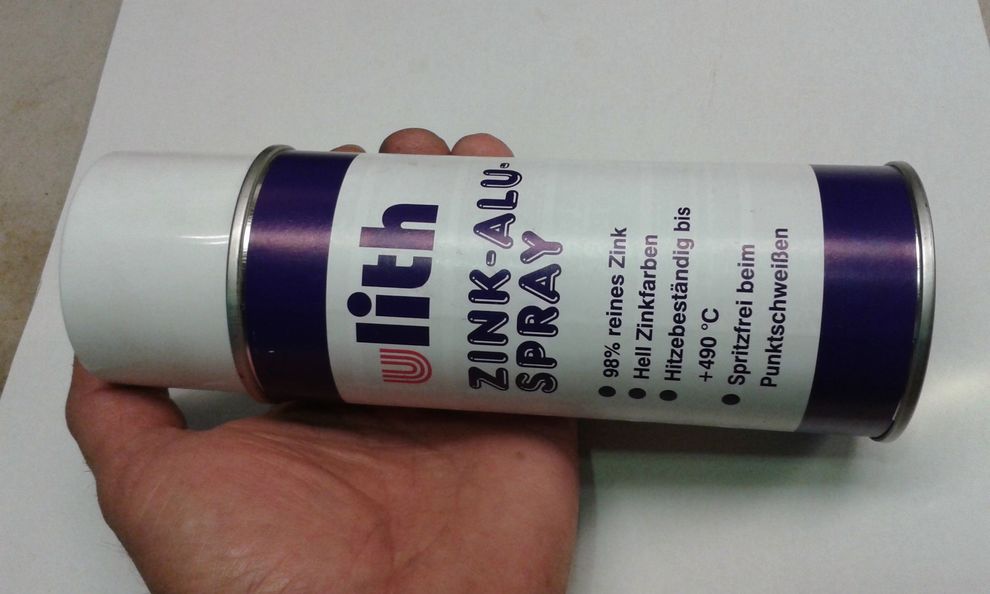 ulith
ZINK-ALU-
SPRAY
● 98% reines Zink
● Hell Zinkfarben
● Hitzebeständig bis
+490 °C
● Spritzfrei beim
Punktschweißen